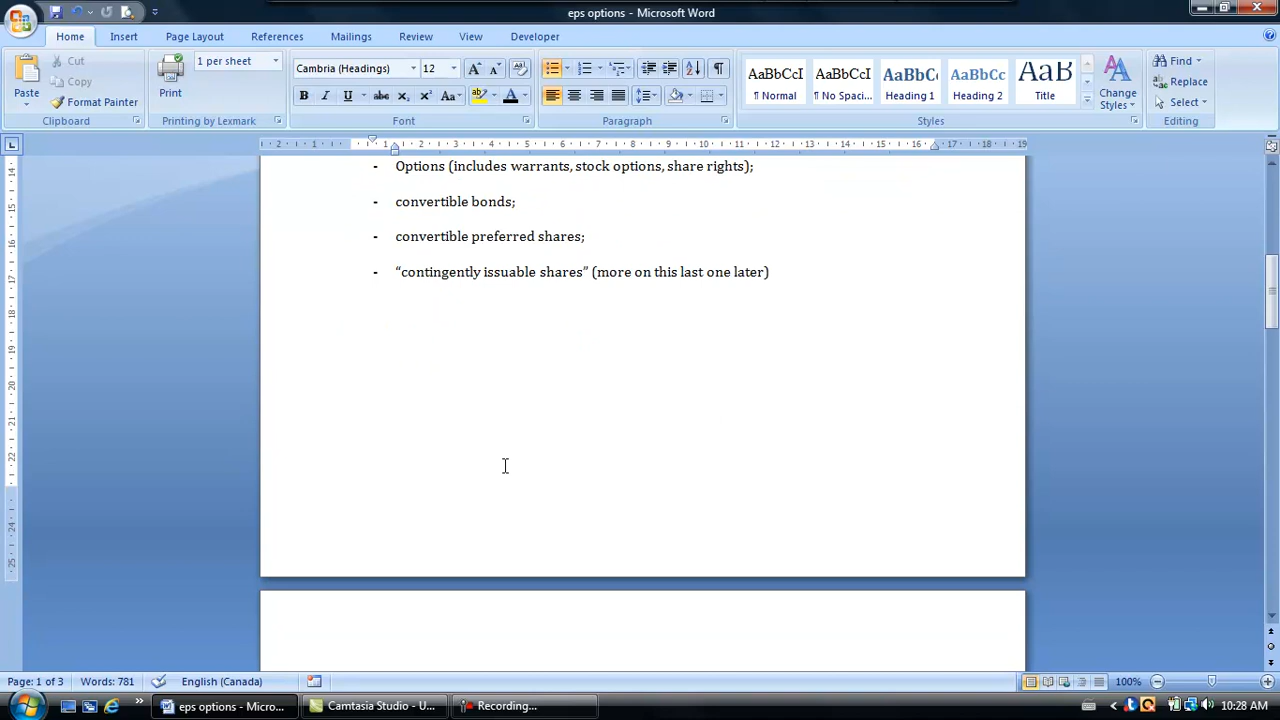 eps options - Microsoft Word
Home Insert Page Layout References Mailings Review View Developer
Paste
Cut
Copy
Format Painter
Clipboard
Print
1 per sheet
Printing by Lexmark
Cambria (Headings) 12
Font
Paragraph
AaBbCcI AaBbCcI AaBbCc AaBbCc AaB
¶ Normal ¶ No Spaci... Heading 1 Heading 2 Title
Change Styles
Styles
Find
Replace
Select
Editing
- Options (includes warrants, stock options, share rights);
- convertible bonds;
- convertible preferred shares;
- “contingently issuable shares” (more on this last one later)
Page: 1 of 3 Words: 781 English (Canada) 100%
eps options - Micro... Camtasia Studio - U... Recording... 10:28 AM